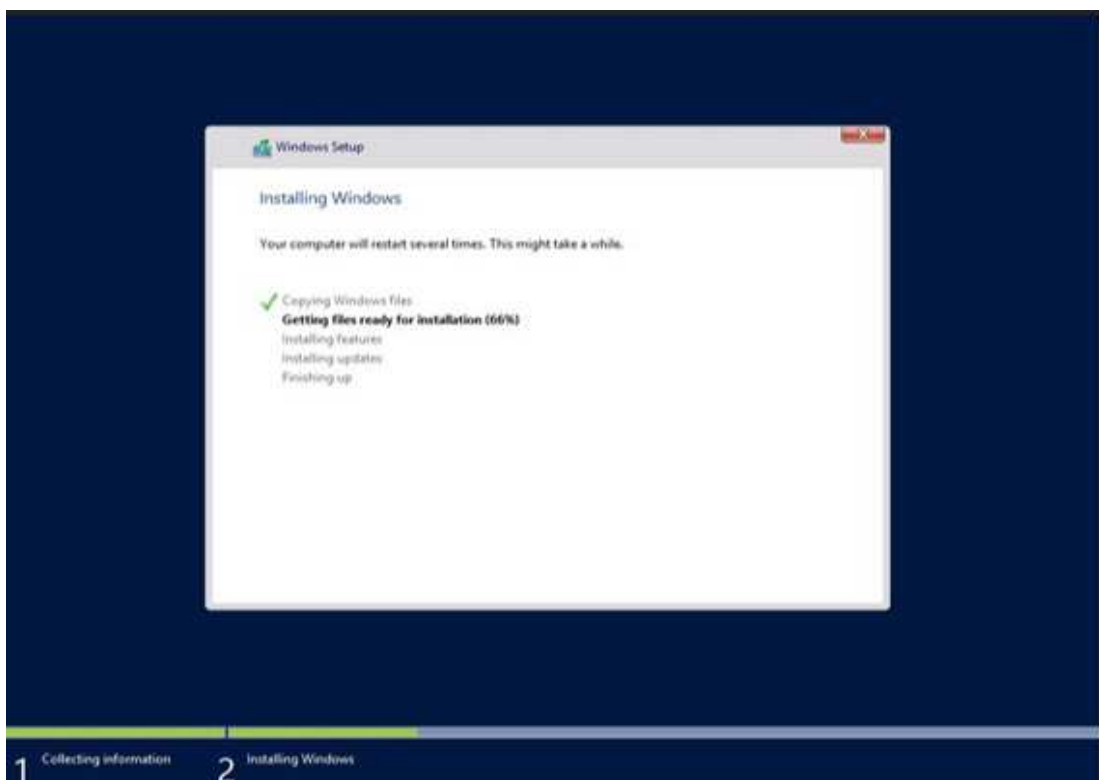 Windows Setup
Installing Windows
Your computer will restart several times. This might take a while.
Copying Windows files
Getting files ready for installation (66%)
Installing features
Installing updates
Finishing up
1 Collecting information
2 Installing Windows